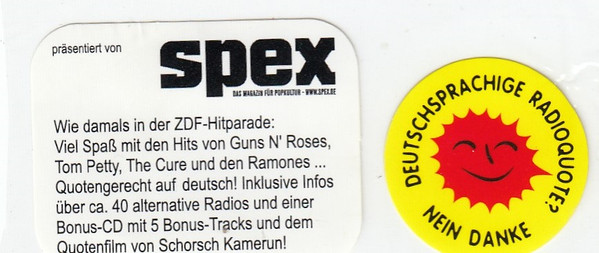 präsentiert von
spex
DAS MAGAZIN FÜR POPKULTUR - WWW.SPEX.DE
Wie damals in der ZDF-Hitparade:
Viel Spaß mit den Hits von Guns N' Roses,
Tom Petty, The Cure und den Ramones ...
Quotengerecht auf deutsch! Inklusive Infos
über ca. 40 alternative Radios und einer
Bonus-CD mit 5 Bonus-Tracks und dem
Quotenfilm von Schorsch Kamerun!
DEUTSCHSPRACHIGE RADIOQUOTE?
NEIN DANKE